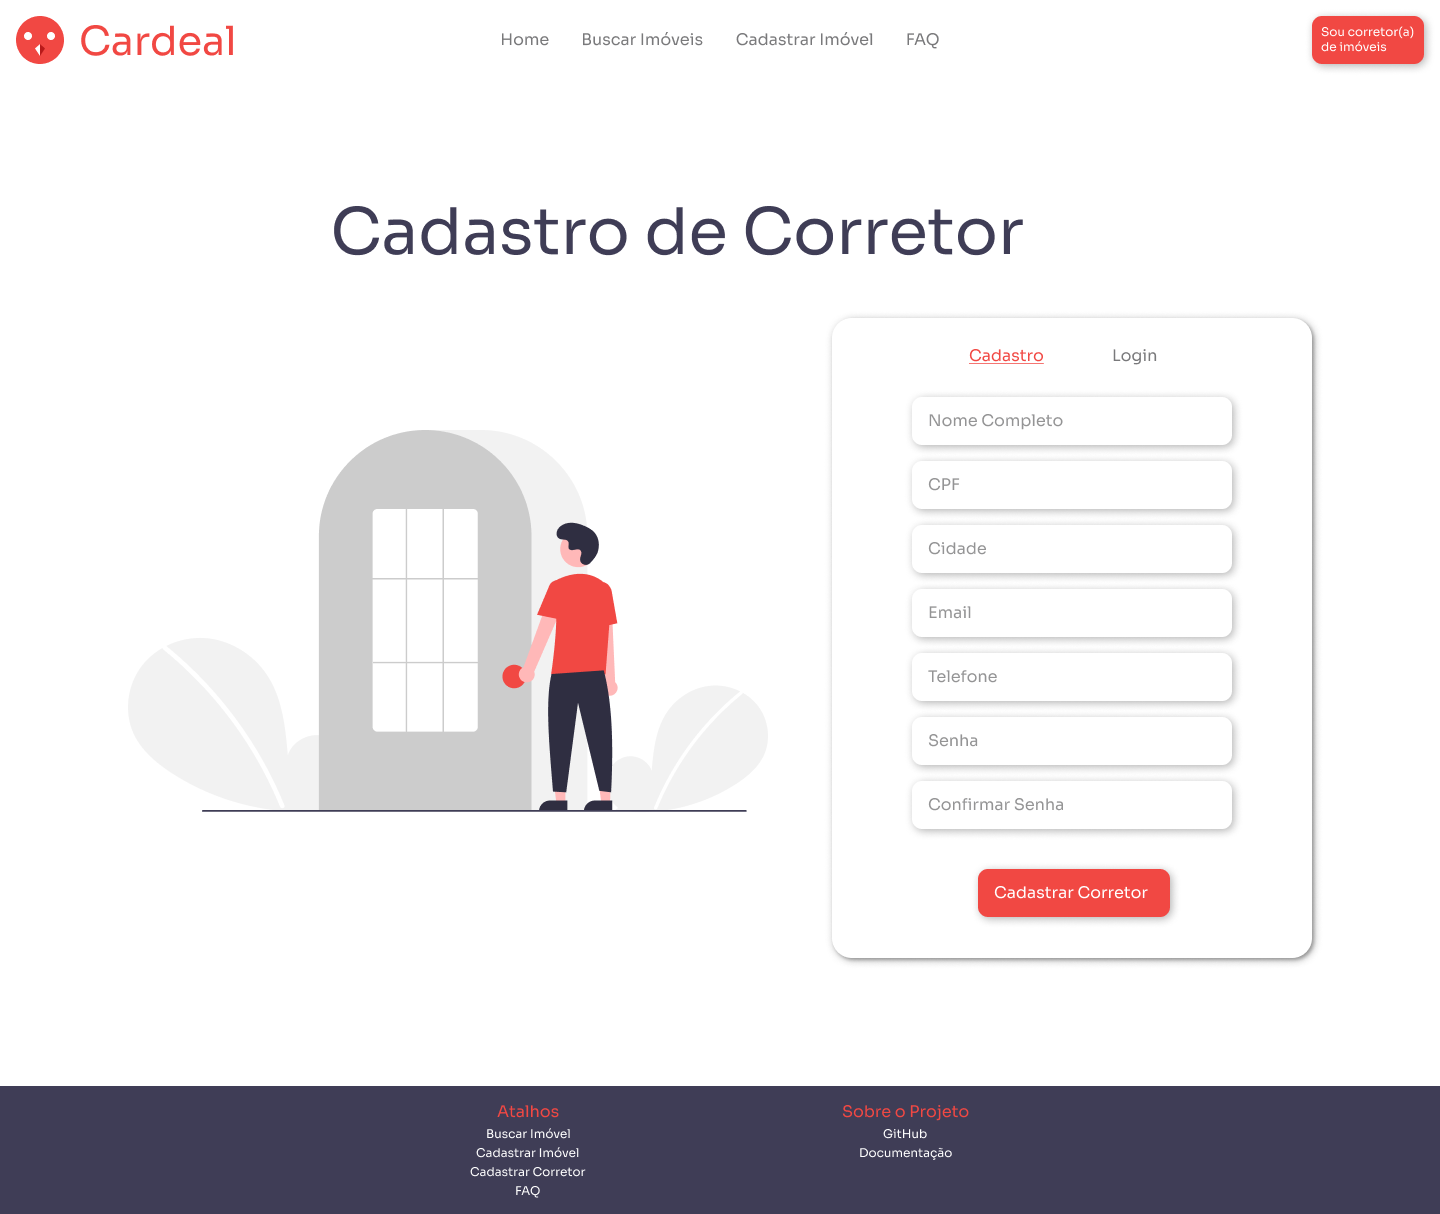 Cardeal
Home
Buscar Imóveis
Cadastrar Imóvel
FAQ
Sou corretor(a)
de imóveis
Cadastro de Corretor
Cadastro
Login
Nome Completo
CPF
Cidade
Email
Telefone
Senha
Confirmar Senha
Cadastrar Corretor
Atalhos
Buscar Imóvel
Cadastrar Imóvel
Cadastrar Corretor
FAQ
Sobre o Projeto
GitHub
Documentação